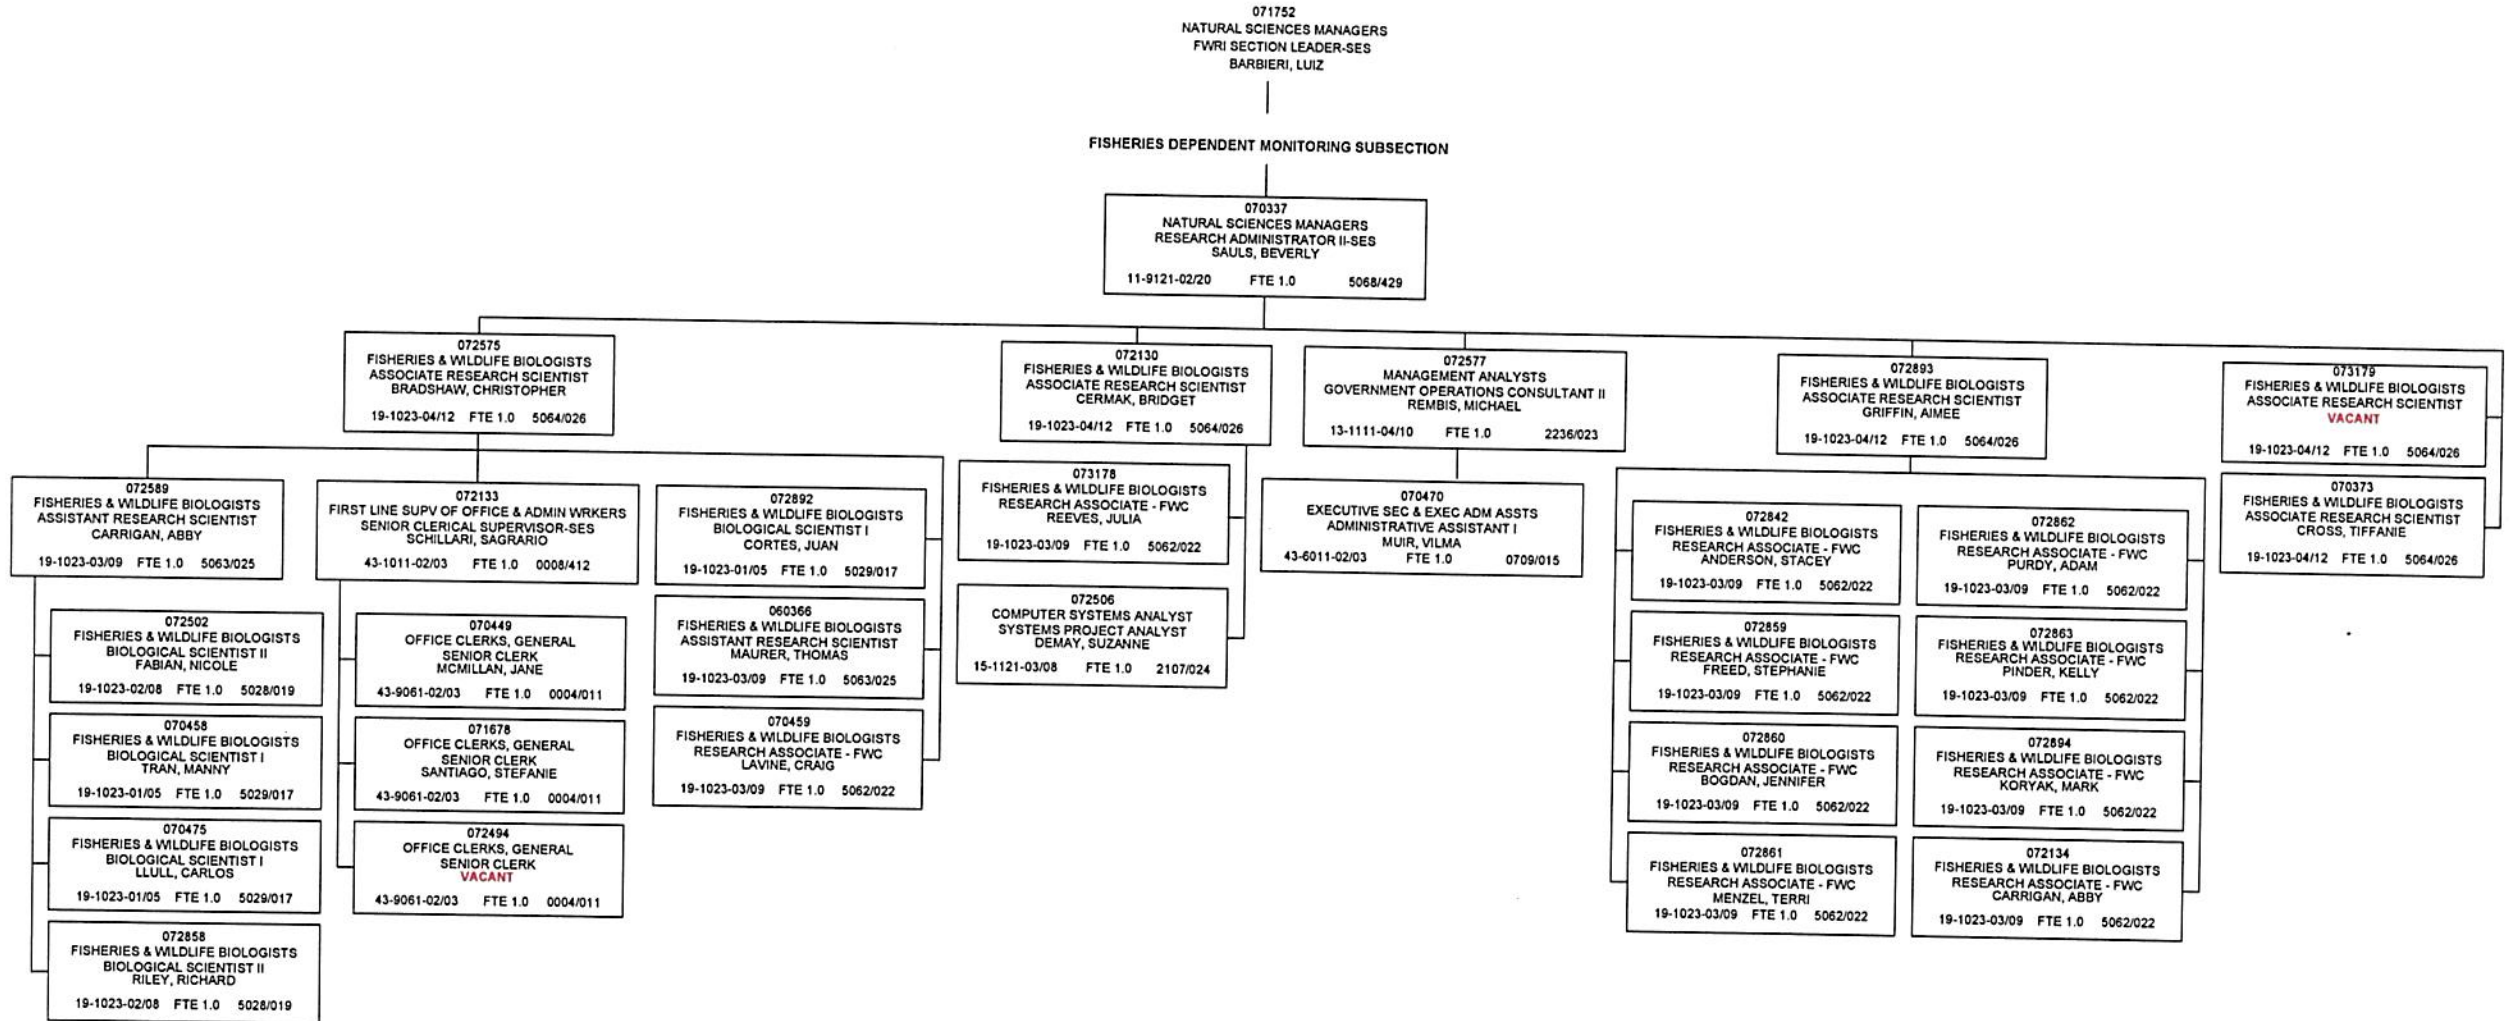 071752
NATURAL SCIENCES MANAGERS
FWRI SECTION LEADER-SES
BARBIERI, LUIZ
FISHERIES DEPENDENT MONITORING SUBSECTION
070337
NATURAL SCIENCES MANAGERS
RESEARCH ADMINISTRATOR II-SES
SAULS, BEVERLY
11-9121-02/20 FTE 1.0 5068/429
072575
FISHERIES & WILDLIFE BIOLOGISTS
ASSOCIATE RESEARCH SCIENTIST
BRADSHAW, CHRISTOPHER
19-1023-04/12 FTE 1.0 5064/026
072130
FISHERIES & WILDLIFE BIOLOGISTS
ASSOCIATE RESEARCH SCIENTIST
CERMAK, BRIDGET
19-1023-04/12 FTE 1.0 5064/026
072577
MANAGEMENT ANALYSTS
GOVERNMENT OPERATIONS CONSULTANT II
REMBIS, MICHAEL
13-1111-04/10 FTE 1.0 2236/023
072893
FISHERIES & WILDLIFE BIOLOGISTS
ASSOCIATE RESEARCH SCIENTIST
GRIFFIN, AIMEE
19-1023-04/12 FTE 1.0 5064/026
073179
FISHERIES & WILDLIFE BIOLOGISTS
ASSOCIATE RESEARCH SCIENTIST
VACANT
19-1023-04/12 FTE 1.0 5064/026
072589
FISHERIES & WILDLIFE BIOLOGISTS
ASSISTANT RESEARCH SCIENTIST
CARRIGAN, ABBY
19-1023-03/09 FTE 1.0 5063/025
072502
FISHERIES & WILDLIFE BIOLOGISTS
BIOLOGICAL SCIENTIST II
FABIAN, NICOLE
19-1023-02/08 FTE 1.0 5028/019
070458
FISHERIES & WILDLIFE BIOLOGISTS
BIOLOGICAL SCIENTIST I
TRAN, MANNY
19-1023-01/05 FTE 1.0 5029/017
070475
FISHERIES & WILDLIFE BIOLOGISTS
BIOLOGICAL SCIENTIST I
LLULL, CARLOS
19-1023-01/05 FTE 1.0 5029/017
072858
FISHERIES & WILDLIFE BIOLOGISTS
BIOLOGICAL SCIENTIST II
RILEY, RICHARD
19-1023-02/08 FTE 1.0 5028/019
072133
FIRST LINE SUPV OF OFFICE & ADMIN WRKERS
SENIOR CLERICAL SUPERVISOR-SES
SCHILLARI, SAGRARIO
43-1011-02/03 FTE 1.0 0008/412
070449
OFFICE CLERKS, GENERAL
SENIOR CLERK
MCMILLAN, JANE
43-9061-02/03 FTE 1.0 0004/011
071678
OFFICE CLERKS, GENERAL
SENIOR CLERK
SANTIAGO, STEFANIE
43-9061-02/03 FTE 1.0 0004/011
072494
OFFICE CLERKS, GENERAL
SENIOR CLERK
VACANT
43-9061-02/03 FTE 1.0 0004/011
072892
FISHERIES & WILDLIFE BIOLOGISTS
BIOLOGICAL SCIENTIST I
CORTES, JUAN
19-1023-01/05 FTE 1.0 5029/017
060366
FISHERIES & WILDLIFE BIOLOGISTS
ASSISTANT RESEARCH SCIENTIST
MAURER, THOMAS
19-1023-03/09 FTE 1.0 5063/025
070459
FISHERIES & WILDLIFE BIOLOGISTS
RESEARCH ASSOCIATE - FWC
LAVINE, CRAIG
19-1023-03/09 FTE 1.0 5062/022
073178
FISHERIES & WILDLIFE BIOLOGISTS
RESEARCH ASSOCIATE - FWC
REEVES, JULIA
19-1023-03/09 FTE 1.0 5062/022
072506
COMPUTER SYSTEMS ANALYST
SYSTEMS PROJECT ANALYST
DEMAY, SUZANNE
15-1121-03/08 FTE 1.0 2107/024
070470
EXECUTIVE SEC & EXEC ADM ASSTS
ADMINISTRATIVE ASSISTANT I
MUIR, VILMA
43-6011-02/03 FTE 1.0 0709/015
072842
FISHERIES & WILDLIFE BIOLOGISTS
RESEARCH ASSOCIATE - FWC
ANDERSON, STACEY
19-1023-03/09 FTE 1.0 5062/022
072859
FISHERIES & WILDLIFE BIOLOGISTS
RESEARCH ASSOCIATE - FWC
FREED, STEPHANIE
19-1023-03/09 FTE 1.0 5062/022
072860
FISHERIES & WILDLIFE BIOLOGISTS
RESEARCH ASSOCIATE - FWC
BOGDAN, JENNIFER
19-1023-03/09 FTE 1.0 5062/022
072861
FISHERIES & WILDLIFE BIOLOGISTS
RESEARCH ASSOCIATE - FWC
MENZEL, TERRI
19-1023-03/09 FTE 1.0 5062/022
072862
FISHERIES & WILDLIFE BIOLOGISTS
RESEARCH ASSOCIATE - FWC
PURDY, ADAM
19-1023-03/09 FTE 1.0 5062/022
072863
FISHERIES & WILDLIFE BIOLOGISTS
RESEARCH ASSOCIATE - FWC
PINDER, KELLY
19-1023-03/09 FTE 1.0 5062/022
072894
FISHERIES & WILDLIFE BIOLOGISTS
RESEARCH ASSOCIATE - FWC
KORYAK, MARK
19-1023-03/09 FTE 1.0 5062/022
072134
FISHERIES & WILDLIFE BIOLOGISTS
RESEARCH ASSOCIATE - FWC
CARRIGAN, ABBY
19-1023-03/09 FTE 1.0 5062/022
070373
FISHERIES & WILDLIFE BIOLOGISTS
ASSOCIATE RESEARCH SCIENTIST
CROSS, TIFFANIE
19-1023-04/12 FTE 1.0 5064/026